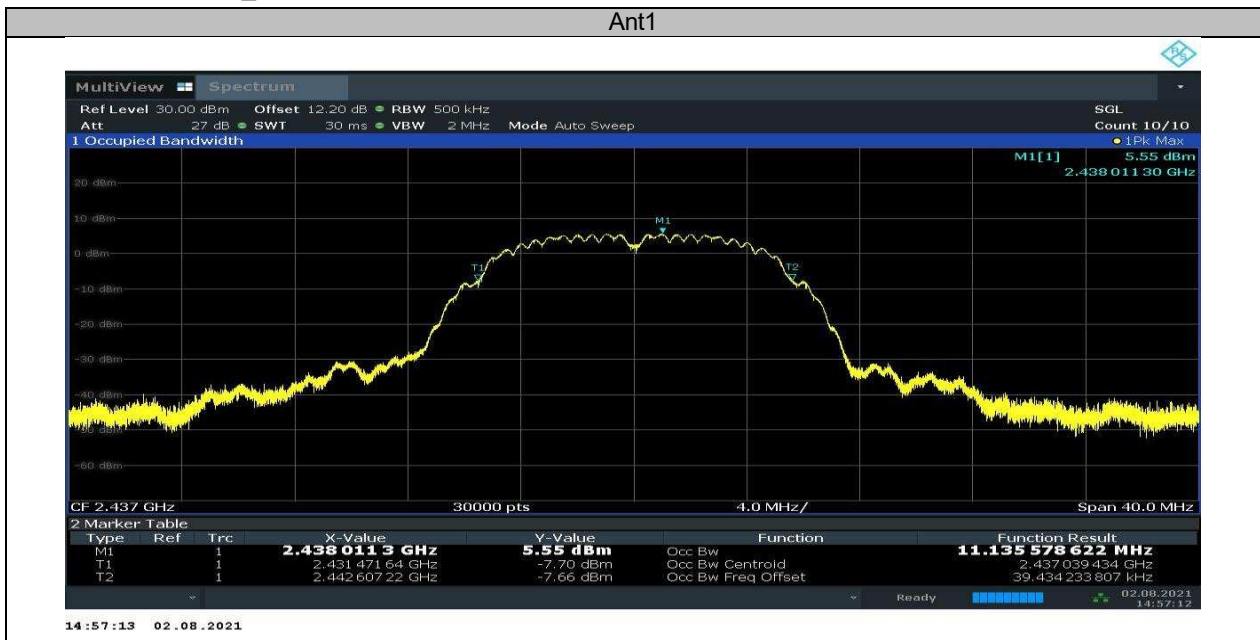 Ant1
MultiView Spectrum
Ref Level 30.00 dBm Offset 12.20 dB RBW 500 kHz SGL
Att 27 dB SWT 30 ms VBW 2 MHz Mode Auto Sweep Count 10/10
1 Occupied Bandwidth 1Pk Max
M1[1] 5.55 dBm
2.438 011 30 GHz
20 dBm
10 dBm
M1
0 dBm
T1 T2
-10 dBm
-20 dBm
-30 dBm
-40 dBm
-50 dBm
-60 dBm
CF 2.437 GHz 30000 pts 4.0 MHz/ Span 40.0 MHz
2 Marker Table
Type Ref Trc X-Value Y-Value Function Function Result
M1 1 2.438 011 3 GHz 5.55 dBm Occ Bw 11.135 578 622 MHz
T1 1 2.431 471 64 GHz -7.70 dBm Occ Bw Centroid 2.437 039 434 GHz
T2 1 2.442 607 22 GHz -7.66 dBm Occ Bw Freq Offset 39.434 233 807 kHz
Ready 02.08.2021
14:57:12
14:57:13 02.08.2021